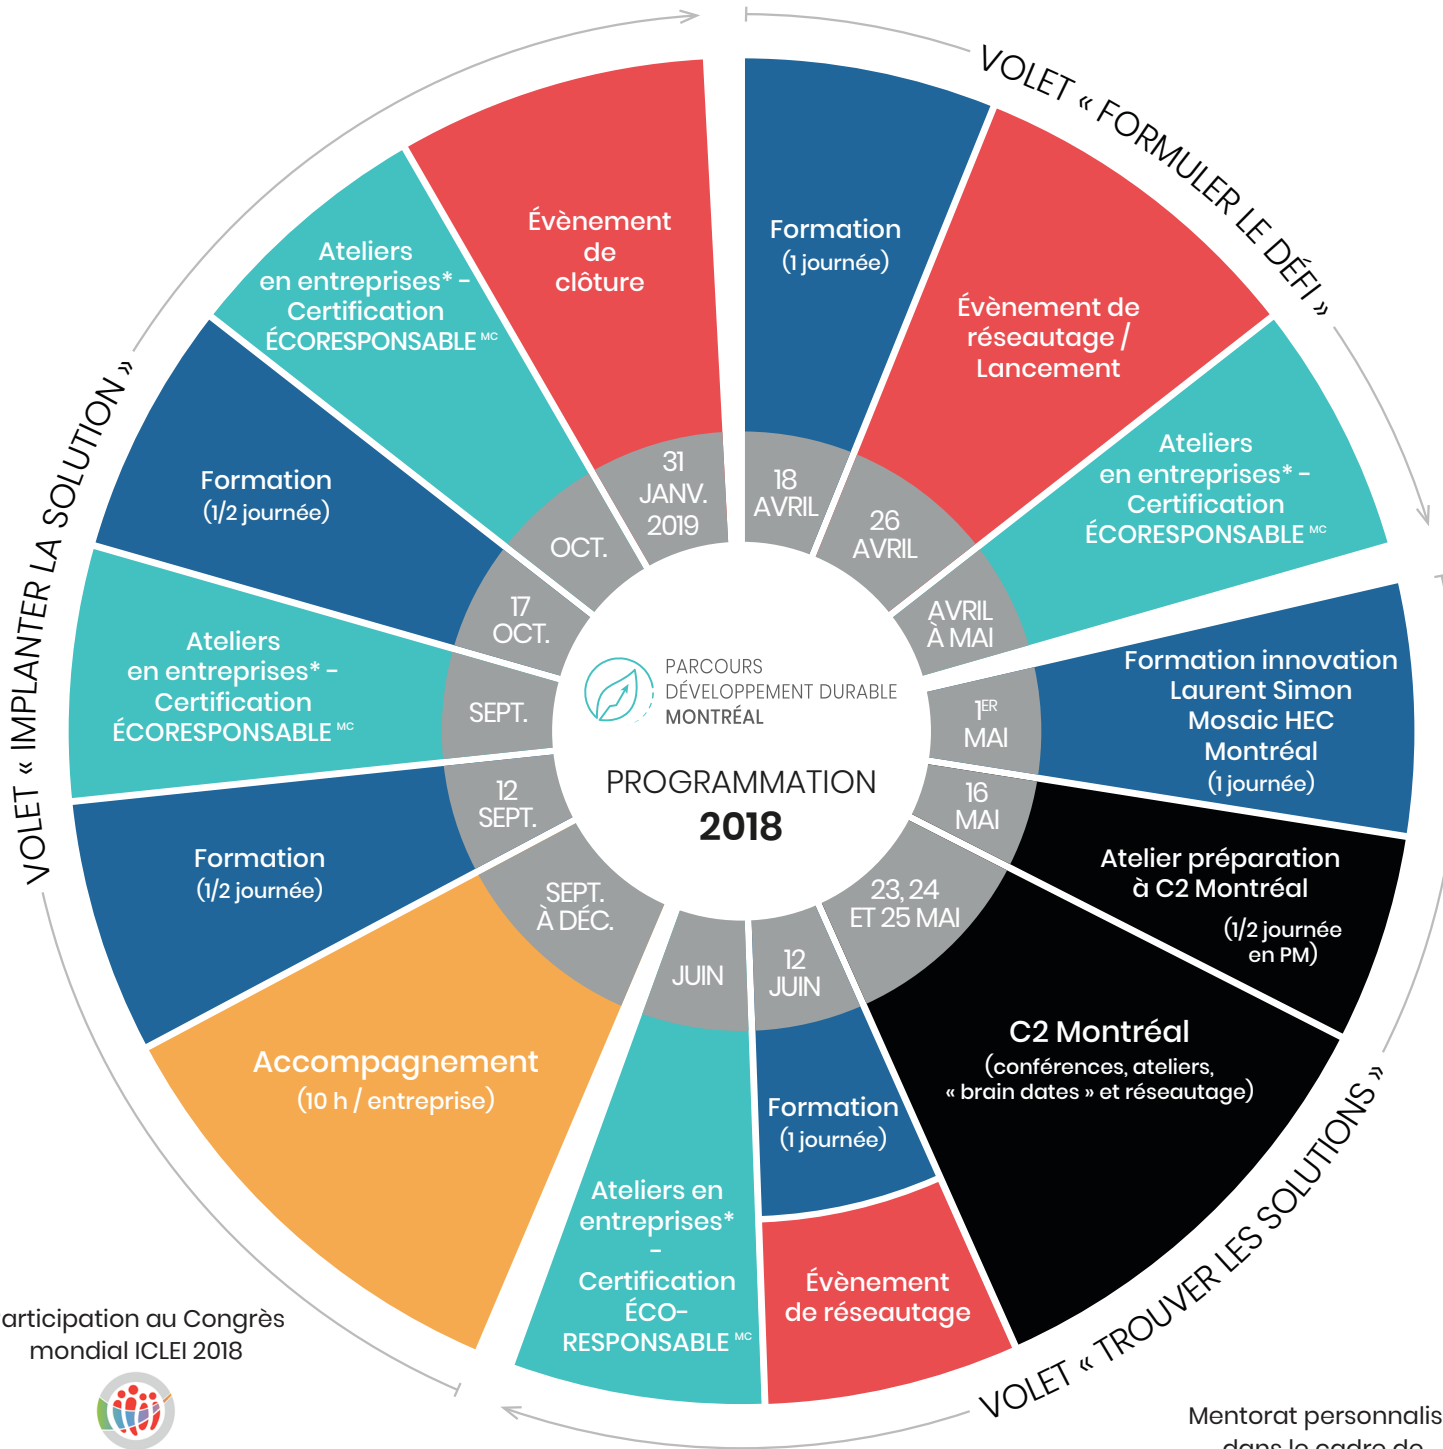 VOLET « FORMULER LE DÉFI »
Formation
(1 journée)
18
AVRIL
Évènement de
réseautage /
Lancement
26
AVRIL
Ateliers
en entreprises* -
Certification
ÉCORESPONSABLE MC
AVRIL
À MAI
VOLET « TROUVER LES SOLUTIONS »
Formation innovation
Laurent Simon
Mosaic HEC
Montréal
(1 journée)
1ER
MAI
Atelier préparation
à C2 Montréal
(1/2 journée
en PM)
16
MAI
C2 Montréal
(conférences, ateliers,
« brain dates » et réseautage)
23, 24
ET 25 MAI
Formation
(1 journée)
Évènement
de réseautage
12
JUIN
Ateliers en
entreprises*
-
Certification
ÉCO-
RESPONSABLE MC
JUIN
VOLET « IMPLANTER LA SOLUTION »
Accompagnement
(10 h / entreprise)
SEPT.
À DÉC.
Formation
(1/2 journée)
12
SEPT.
Ateliers
en entreprises* -
Certification
ÉCORESPONSABLE MC
SEPT.
Formation
(1/2 journée)
17
OCT.
Ateliers
en entreprises* -
Certification
ÉCORESPONSABLE MC
OCT.
Évènement
de
clôture
31
JANV.
2019
PARCOURS
DÉVELOPPEMENT DURABLE
MONTRÉAL
PROGRAMMATION
2018
articipation au Congrès
mondial ICLEI 2018
Mentorat personnalis
dans le cadre de